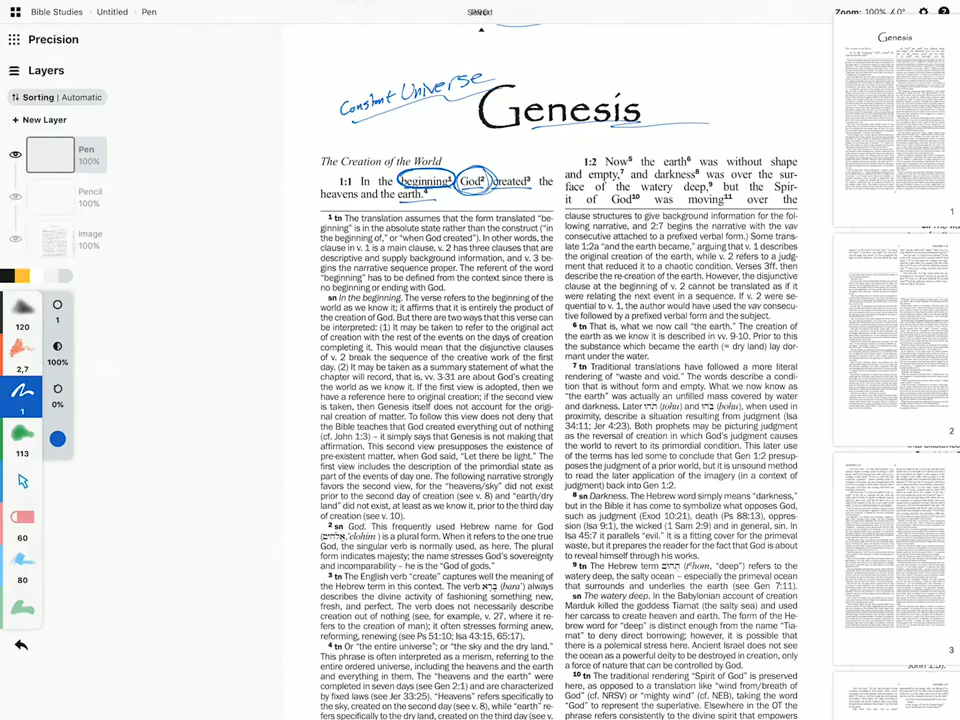 Bible Studies Untitled Pen
Zoom: 100% ∠0°
Precision
Layers
Sorting | Automatic
+ New Layer
Pen
100%
Pencil
100%
Image
100%
120
1
100%
2,7
0%
1
113
60
80
Constant Universe
Genesis
The Creation of the World
1:1 In the beginning¹ God² created³ the
heavens and the earth.⁴
1 tn The translation assumes that the form translated “be-
ginning” is in the absolute state rather than the construct (“in
the beginning of,” or “when God created”). In other words, the
clause in v. 1 is a main clause, v. 2 has three clauses that are
descriptive and supply background information, and v. 3 be-
gins the narrative sequence proper. The referent of the word
“beginning” has to be defined from the context since there is
no beginning or ending with God.
sn In the beginning. The verse refers to the beginning of the
world as we know it; it affirms that it is entirely the product of
the creation of God. But there are two ways that this verse can
be interpreted: (1) It may be taken to refer to the original act
of creation with the rest of the events on the days of creation
completing it. This would mean that the disjunctive clauses
of v. 2 break the sequence of the creative work of the first
day. (2) It may be taken as a summary statement of what the
chapter will record, that is, vv. 3-31 are about God’s creating
the world as we know it. If the first view is adopted, then we
have a reference here to original creation; if the second view
is taken, then Genesis itself does not account for the origi-
nal creation of matter. To follow this view does not deny that
the Bible teaches that God created everything out of nothing
(cf. John 1:3) – it simply says that Genesis is not making that
affirmation. This second view presupposes the existence of
pre-existent matter, when God said, “Let there be light.” The
first view includes the description of the primordial state as
part of the events of day one. The following narrative strongly
favors the second view, for the “heavens/sky” did not exist
prior to the second day of creation (see v. 8) and “earth/dry
land” did not exist, at least as we know it, prior to the third day
of creation (see v. 10).
2 sn God. This frequently used Hebrew name for God
(אֱלֹהִים,ʼelohim ) is a plural form. When it refers to the one true
God, the singular verb is normally used, as here. The plural
form indicates majesty; the name stresses God’s sovereignty
and incomparability – he is the “God of gods.”
3 tn The English verb “create” captures well the meaning of
the Hebrew term in this context. The verb בָּרָא (baraʼ) always
describes the divine activity of fashioning something new,
fresh, and perfect. The verb does not necessarily describe
creation out of nothing (see, for example, v. 27, where it re-
fers to the creation of man); it often stresses forming anew,
reforming, renewing (see Ps 51:10; Isa 43:15, 65:17).
4 tn Or “the entire universe”; or “the sky and the dry land.”
This phrase is often interpreted as a merism, referring to the
entire ordered universe, including the heavens and the earth
and everything in them. The “heavens and the earth” were
completed in seven days (see Gen 2:1) and are characterized
by fixed laws (see Jer 33:25). “Heavens” refers specifically to
the sky, created on the second day (see v. 8), while “earth” re-
fers specifically to the dry land, created on the third day (see v.
1:2 Now⁵ the earth⁶ was without shape
and empty,⁷ and darkness⁸ was over the sur-
face of the watery deep,⁹ but the Spir-
it of God¹⁰ was moving¹¹ over the
clause structures to give background information for the fol-
lowing narrative, and 2:7 begins the narrative with the vav
consecutive attached to a prefixed verbal form.) Some trans-
late 1:2a “and the earth became,” arguing that v. 1 describes
the original creation of the earth, while v. 2 refers to a judg-
ment that reduced it to a chaotic condition. Verses 3ff. then
describe the re-creation of the earth. However, the disjunctive
clause at the beginning of v. 2 cannot be translated as if it
were relating the next event in a sequence. If v. 2 were se-
quential to v. 1, the author would have used the vav consecu-
tive followed by a prefixed verbal form and the subject.
6 tn That is, what we now call “the earth.” The creation of
the earth as we know it is described in vv. 9-10. Prior to this
the substance which became the earth (= dry land) lay dor-
mant under the water.
7 tn Traditional translations have followed a more literal
rendering of “waste and void.” The words describe a condi-
tion that is without form and empty. What we now know as
“the earth” was actually an unfilled mass covered by water
and darkness. Later תֹהוּ (tohu) and בֹּהוּ (bohu), when used in
proximity, describe a situation resulting from judgment (Isa
34:11; Jer 4:23). Both prophets may be picturing judgment
as the reversal of creation in which God’s judgment causes
the world to revert to its primordial condition. This later use
of the terms has led some to conclude that Gen 1:2 presup-
poses the judgment of a prior world, but it is unsound method
to read the later application of the imagery (in a context of
judgment) back into Gen 1:2.
8 sn Darkness. The Hebrew word simply means “darkness,”
but in the Bible it has come to symbolize what opposes God,
such as judgment (Exod 10:21), death (Ps 88:13), oppres-
sion (Isa 9:1), the wicked (1 Sam 2:9) and in general, sin. In
Isa 45:7 it parallels “evil.” It is a fitting cover for the primeval
waste, but it prepares the reader for the fact that God is about
to reveal himself through his works.
9 tn The Hebrew term תְּהוֹם (tᵉhom, “deep”) refers to the
watery deep, the salty ocean – especially the primeval ocean
that surrounds and underlies the earth (see Gen 7:11).
sn The watery deep. In the Babylonian account of creation
Marduk killed the goddess Tiamat (the salty sea) and used
her carcass to create heaven and earth. The form of the He-
brew word for “deep” is distinct enough from the name “Tia-
mat” to deny direct borrowing; however, it is possible that
there is a polemical stress here. Ancient Israel does not see
the ocean as a powerful deity to be destroyed in creation, only
a force of nature that can be controlled by God.
10 tn The traditional rendering “Spirit of God” is preserved
here, as opposed to a translation like “wind from/breath of
God” (cf. NRSV) or “mighty wind” (cf. NEB), taking the word
“God” to represent the superlative. Elsewhere in the OT the
phrase refers consistently to the divine spirit that empowers
Genesis
1
2
3